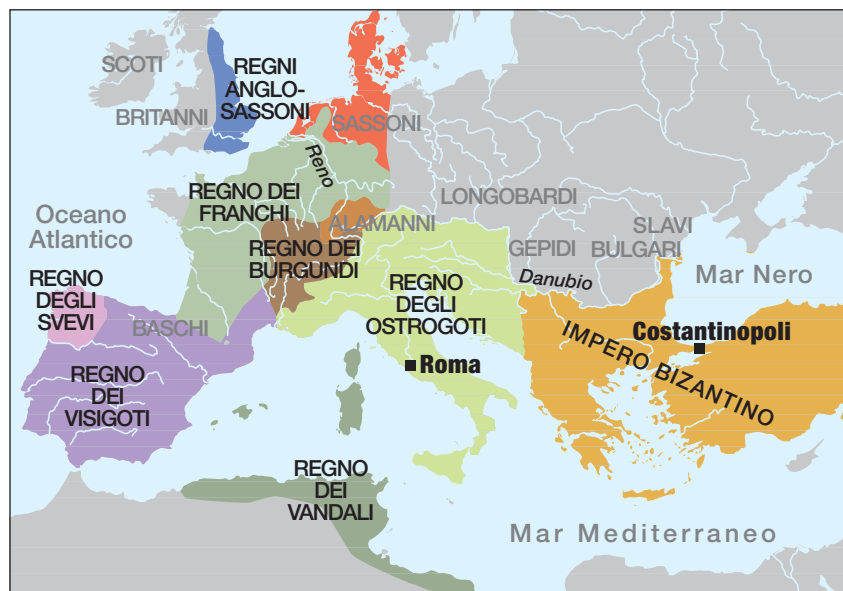 SCOTI
REGNI
ANGLO-
SASSONI
BRITANNI
SASSONI
Reno
REGNO DEI
FRANCHI
Oceano
Atlantico
LONGOBARDI
ALAMANNI
SLAVI
GEPIDI
BULGARI
REGNO DEI
BURGUNDI
Danubio
Mar Nero
REGNO
DEGLI
SVEVI
REGNO
DEGLI
OSTROGOTI
BASCHI
Costantinopoli
IMPERO BIZANTINO
Roma
REGNO
DEI
VISIGOTI
REGNO
DEI
VANDALI
Mar Mediterraneo